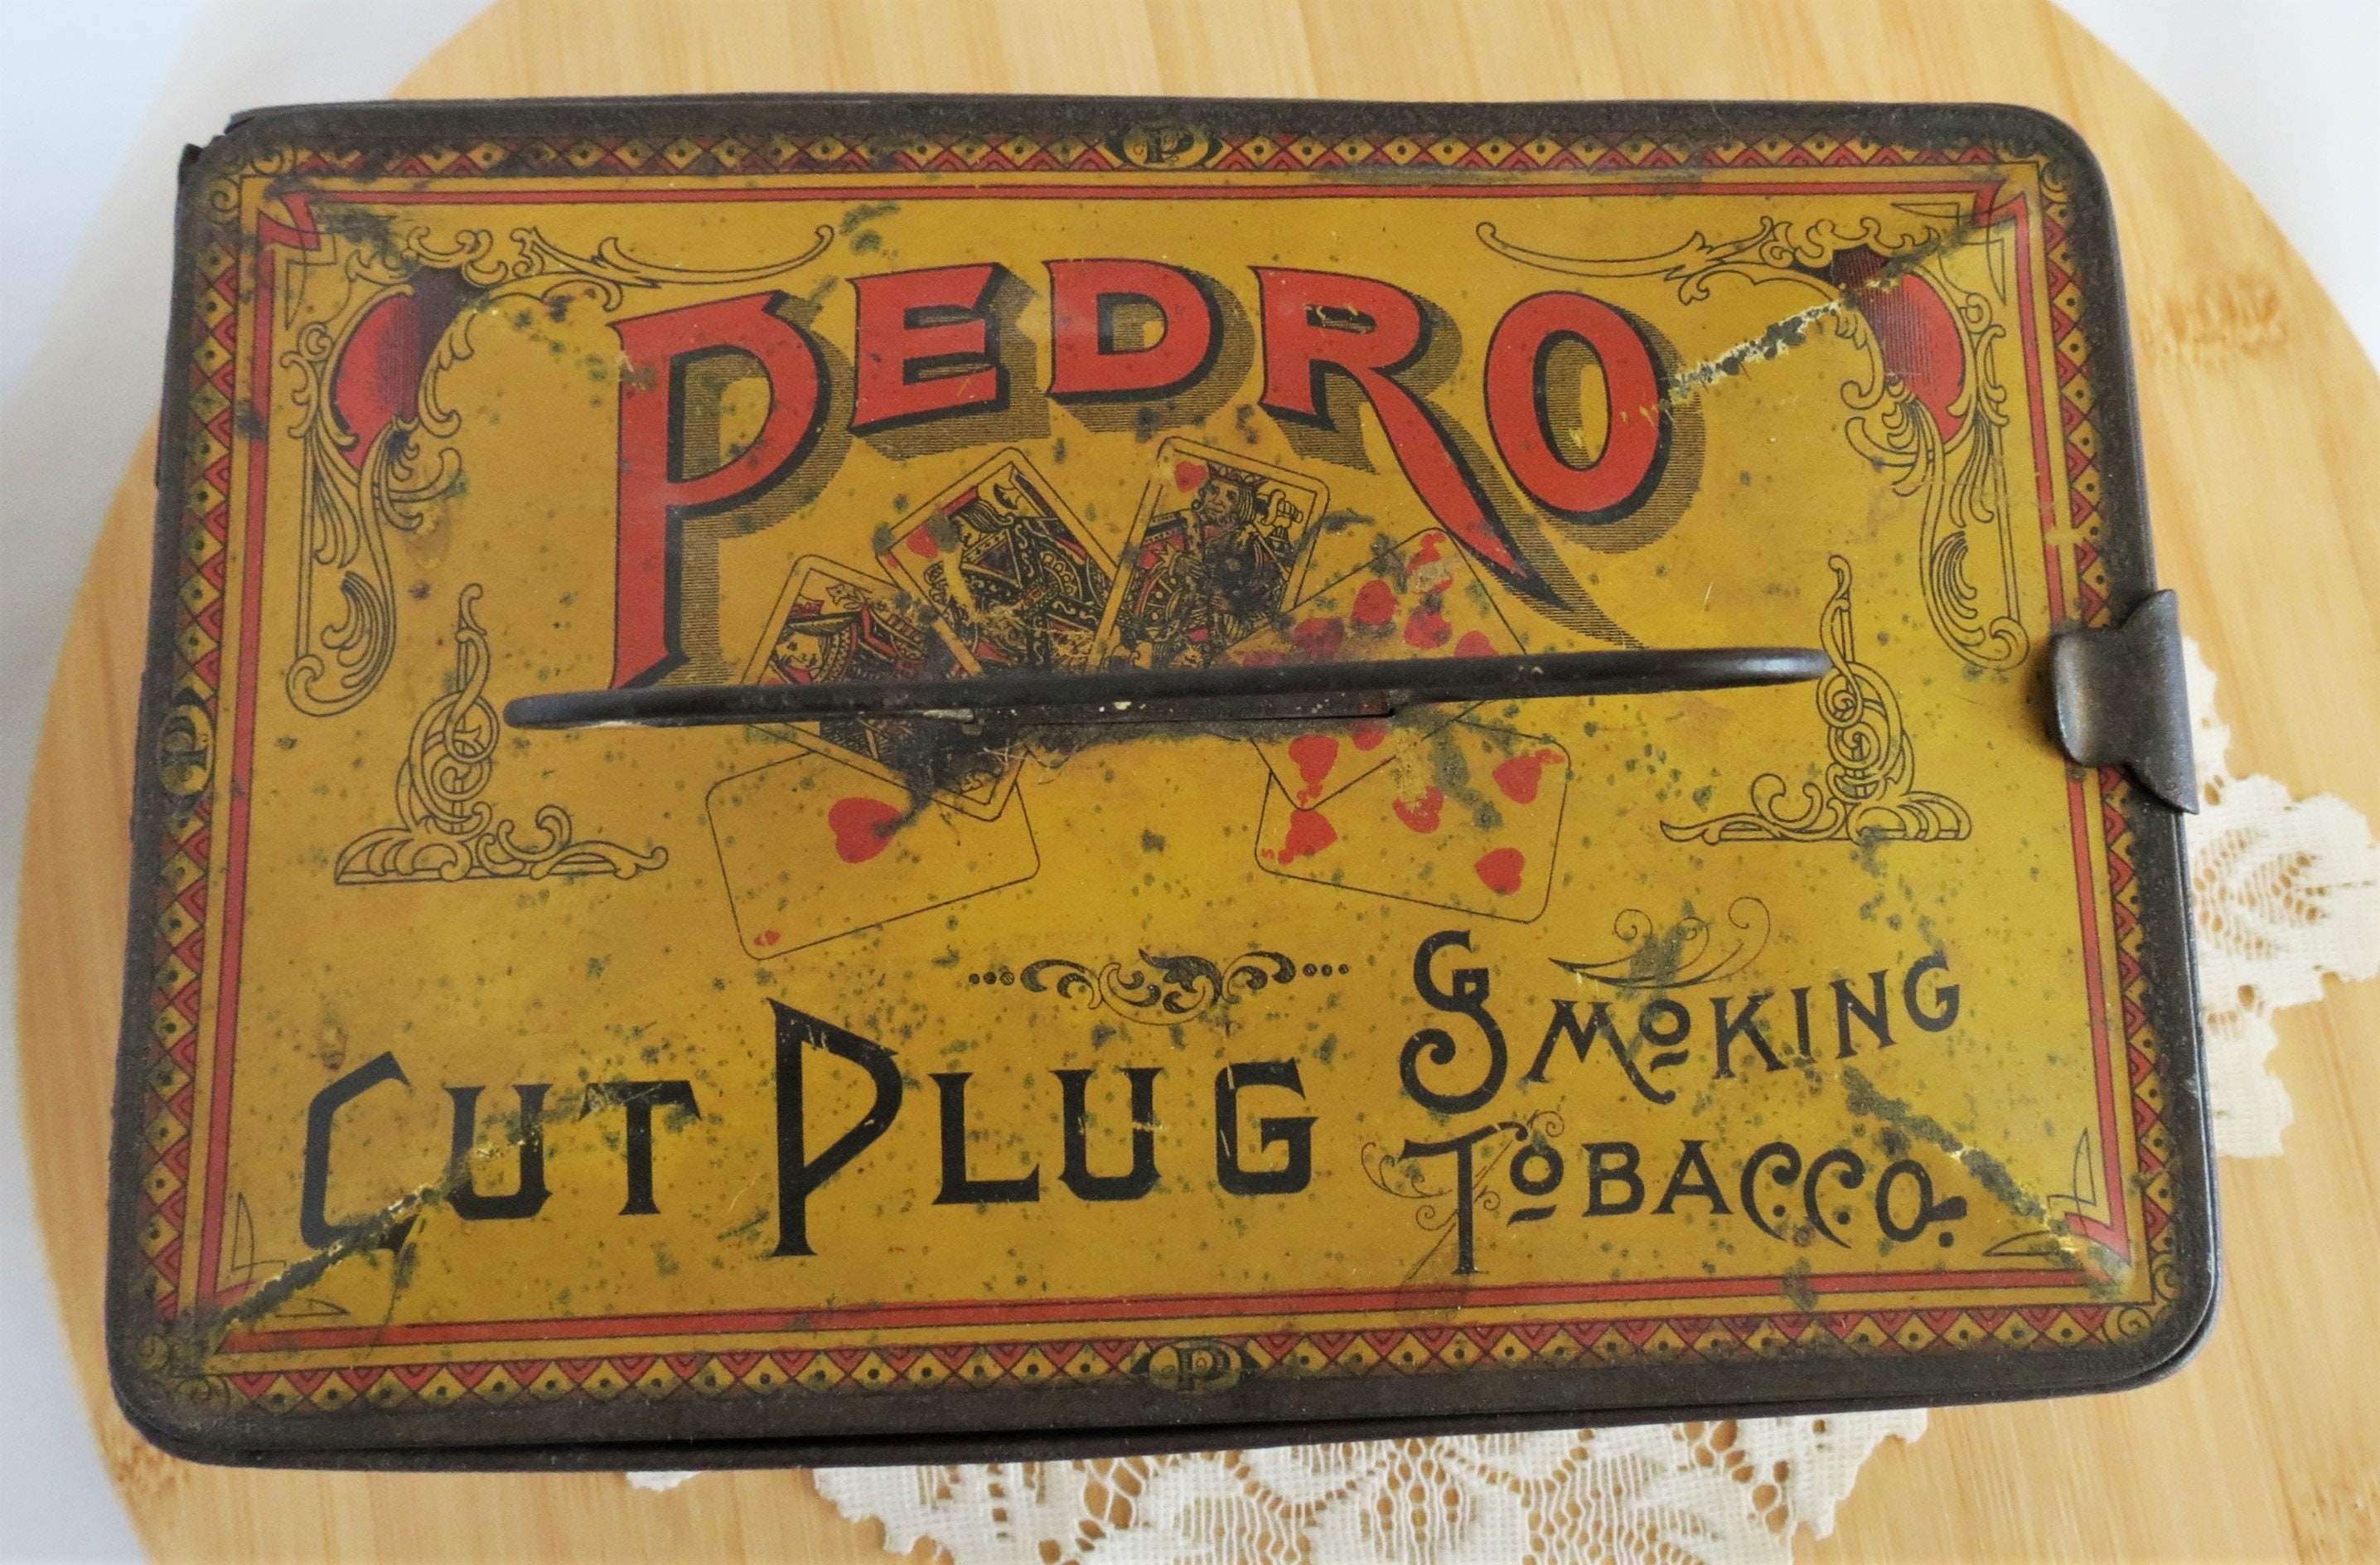 P
PEDRO
P
CUT PLUG
SMOKING
TOBACCO.
P